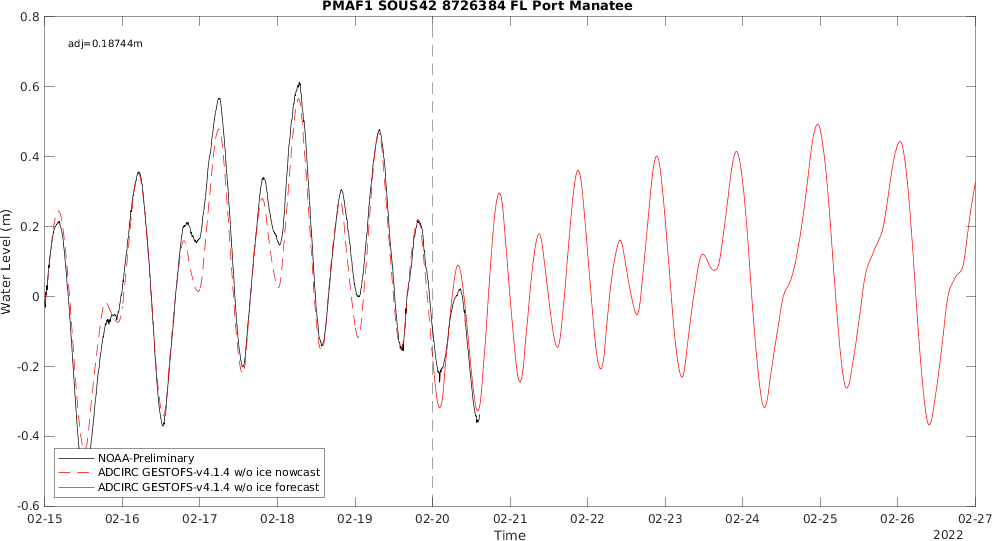 PMAF1 SOUS42 8726384 FL Port Manatee
adj=0.18744m
Water Level (m)
0.8
0.6
0.4
0.2
0
-0.2
-0.4
-0.6
NOAA-Preliminary
ADCIRC GESTOFS-v4.1.4 w/o ice nowcast
ADCIRC GESTOFS-v4.1.4 w/o ice forecast
02-15 02-16 02-17 02-18 02-19 02-20 02-21 02-22 02-23 02-24 02-25 02-26 02-27
Time
2022